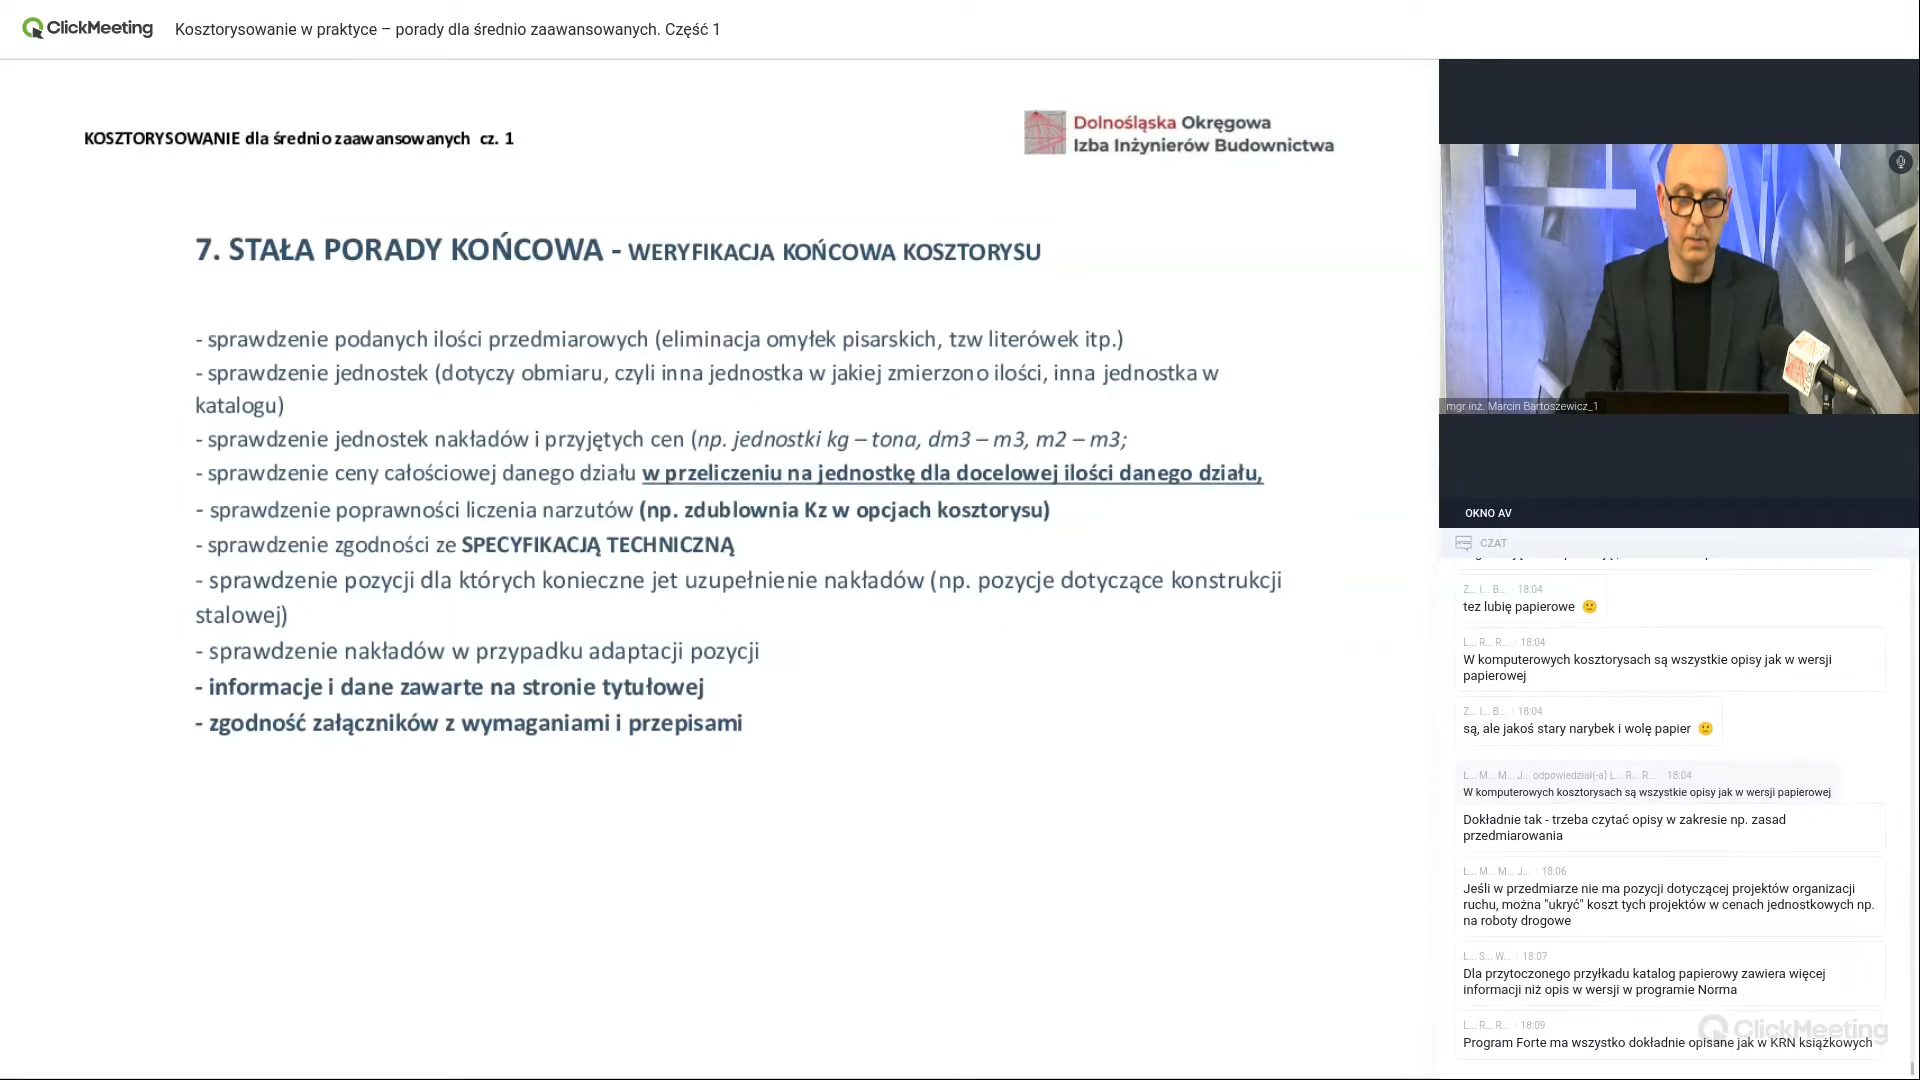 ClickMeeting
Kosztorysowanie w praktyce – porady dla średnio zaawansowanych. Część 1
KOSZTORYSOWANIE dla średnio zaawansowanych cz. 1
Dolnośląska Okręgowa
Izba Inżynierów Budownictwa
7. STAŁA PORADY KOŃCOWA - WERYFIKACJA KOŃCOWA KOSZTORYSU
- sprawdzenie podanych ilości przedmiarowych (eliminacja omyłek pisarskich, tzw literówek itp.)
- sprawdzenie jednostek (dotyczy obmiaru, czyli inna jednostka w jakiej zmierzono ilości, inna jednostka w
katalogu)
- sprawdzenie jednostek nakładów i przyjętych cen (np. jednostki kg – tona, dm3 – m3, m2 – m3;
- sprawdzenie ceny całościowej danego działu w przeliczeniu na jednostkę dla docelowej ilości danego działu,
- sprawdzenie poprawności liczenia narzutów (np. zdublownia Kz w opcjach kosztorysu)
- sprawdzenie zgodności ze SPECYFIKACJĄ TECHNICZNĄ
- sprawdzenie pozycji dla których konieczne jet uzupełnienie nakładów (np. pozycje dotyczące konstrukcji
stalowej)
- sprawdzenie nakładów w przypadku adaptacji pozycji
- informacje i dane zawarte na stronie tytułowej
- zgodność załączników z wymaganiami i przepisami
mgr inż. Marcin Bartoszewicz_1
OKNO AV
CZAT
Z... I... B... 18:04
tez lubię papierowe 🙂
L... R... R... 18:04
W komputerowych kosztorysach są wszystkie opisy jak w wersji
papierowej
Z... I... B... 18:04
są, ale jakoś stary narybek i wolę papier 🙂
Ł... M... M... J... odpowiedział(-a) L... R... R... 18:04
W komputerowych kosztorysach są wszystkie opisy jak w wersji papierowej
Dokładnie tak - trzeba czytać opisy w zakresie np. zasad
przedmiarowania
Ł... M... M... J... 18:06
Jeśli w przedmiarze nie ma pozycji dotyczącej projektów organizacji
ruchu, można "ukryć" koszt tych projektów w cenach jednostkowych np.
na roboty drogowe
Ł... S... W... 18:07
Dla przytoczonego przyłkadu katalog papierowy zawiera więcej
informacji niż opis w wersji w programie Norma
L... R... R... 18:09
Program Forte ma wszystko dokładnie opisane jak w KRN książkowych
ClickMeeting